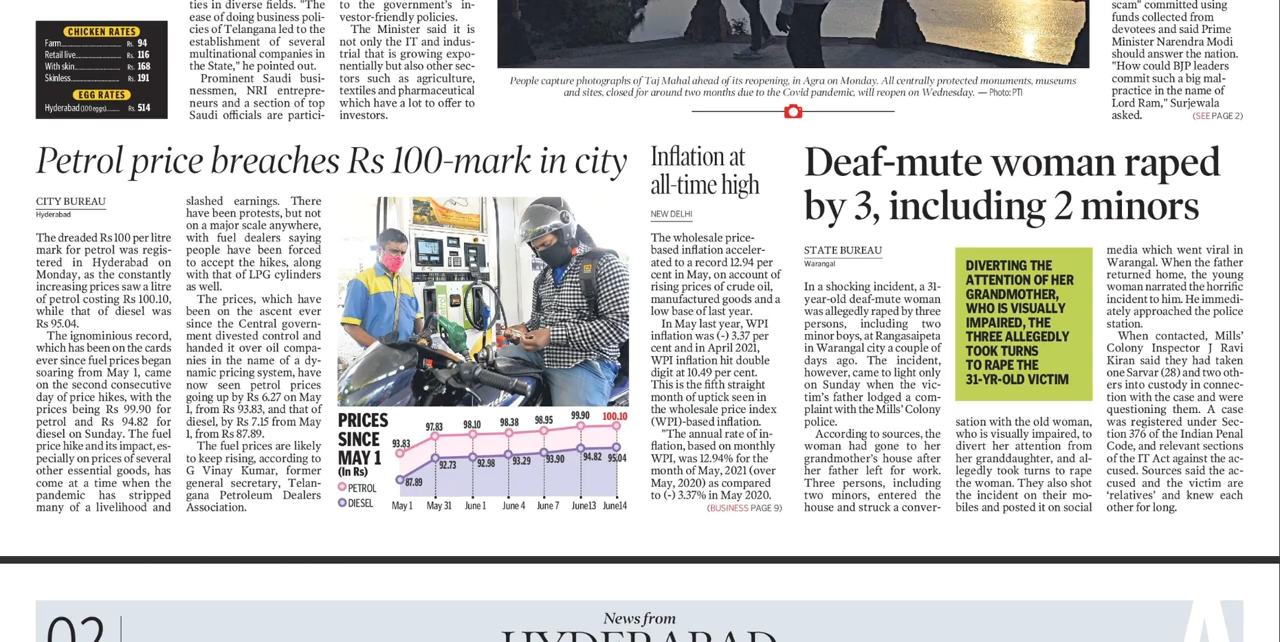 CHICKEN RATES
Farm Rs. 94
Retail live Rs. 116
With skin Rs. 168
Skinless Rs. 191
EGG RATES
Hyderabad (100 eggs) Rs. 514
ties in diverse fields. "The
ease of doing business poli-
cies of Telangana led to the
establishment of several
multinational companies in
the State," he pointed out.
Prominent Saudi busi-
nessmen, NRI entrepre-
neurs and a section of top
Saudi officials are partici-
to the government's in-
vestor-friendly policies.
The Minister said it is
not only the IT and indus-
trial that is growing expo-
nentially but also other sec-
tors such as agriculture,
textiles and pharmaceutical
which have a lot to offer to
investors.
People capture photographs of Taj Mahal ahead of its reopening, in Agra on Monday. All centrally protected monuments, museums
and sites, closed for around two months due to the Covid pandemic, will reopen on Wednesday. — Photo: PTI
scam" committed using
funds collected from
devotees and said Prime
Minister Narendra Modi
should answer the nation.
"How could BJP leaders
commit such a big mal-
practice in the name of
Lord Ram," Surjewala
asked. (SEE PAGE 2)
Petrol price breaches Rs 100-mark in city
CITY BUREAU
Hyderabad
The dreaded Rs 100 per litre
mark for petrol was regis-
tered in Hyderabad on
Monday, as the constantly
increasing prices saw a litre
of petrol costing Rs 100.10,
while that of diesel was
Rs 95.04.
The ignominious record,
which has been on the cards
ever since fuel prices began
soaring from May 1, came
on the second consecutive
day of price hikes, with the
prices being Rs 99.90 for
petrol and Rs 94.82 for
diesel on Sunday. The fuel
price hike and its impact, es-
pecially on prices of several
other essential goods, has
come at a time when the
pandemic has stripped
many of a livelihood and
slashed earnings. There
have been protests, but not
on a major scale anywhere,
with fuel dealers saying
people have been forced
to accept the hikes, along
with that of LPG cylinders
as well.
The prices, which have
been on the ascent ever
since the Central govern-
ment divested control and
handed it over oil compa-
nies in the name of a dy-
namic pricing system, have
now seen petrol prices
going up by Rs 6.27 on May
1, from Rs 93.83, and that of
diesel, by Rs 7.15 from May
1, from Rs 87.89.
The fuel prices are likely
to keep rising, according to
G Vinay Kumar, former
general secretary, Telan-
gana Petroleum Dealers
Association.
PRICES
SINCE
MAY 1
(In Rs)
PETROL
DIESEL
93.83 97.83 98.10 98.38 98.95 99.90 100.10
87.89 92.73 92.98 93.29 93.90 94.82 95.04
May 1 May 31 June 1 June 4 June 7 June13 June14
Inflation at
all-time high
NEW DELHI
The wholesale price-
based inflation acceler-
ated to a record 12.94 per
cent in May, on account of
rising prices of crude oil,
manufactured goods and a
low base of last year.
In May last year, WPI
inflation was (-) 3.37 per
cent and in April 2021,
WPI inflation hit double
digit at 10.49 per cent.
This is the fifth straight
month of uptick seen in
the wholesale price index
(WPI)-based inflation.
"The annual rate of in-
flation, based on monthly
WPI, was 12.94% for the
month of May, 2021 (over
May, 2020) as compared
to (-) 3.37% in May 2020.
(BUSINESS PAGE 9)
Deaf-mute woman raped
by 3, including 2 minors
STATE BUREAU
Warangal
In a shocking incident, a 31-
year-old deaf-mute woman
was allegedly raped by three
persons, including two
minor boys, at Rangasaipeta
in Warangal city a couple of
days ago. The incident,
however, came to light only
on Sunday when the vic-
tim's father lodged a com-
plaint with the Mills' Colony
police.
According to sources, the
woman had gone to her
grandmother's house after
her father left for work.
Three persons, including
two minors, entered the
house and struck a conver-
DIVERTING THE
ATTENTION OF HER
GRANDMOTHER,
WHO IS VISUALLY
IMPAIRED, THE
THREE ALLEGEDLY
TOOK TURNS
TO RAPE THE
31-YR-OLD VICTIM
sation with the old woman,
who is visually impaired, to
divert her attention from
her granddaughter, and al-
legedly took turns to rape
the woman. They also shot
the incident on their mo-
biles and posted it on social
media which went viral in
Warangal. When the father
returned home, the young
woman narrated the horrific
incident to him. He immedi-
ately approached the police
station.
When contacted, Mills'
Colony Inspector J Ravi
Kiran said they had taken
one Sarvar (28) and two oth-
ers into custody in connec-
tion with the case and were
questioning them. A case
was registered under Sec-
tion 376 of the Indian Penal
Code, and relevant sections
of the IT Act against the ac-
cused. Sources said the ac-
cused and the victim are
'relatives' and knew each
other for long.
02
News from
HYDERABAD